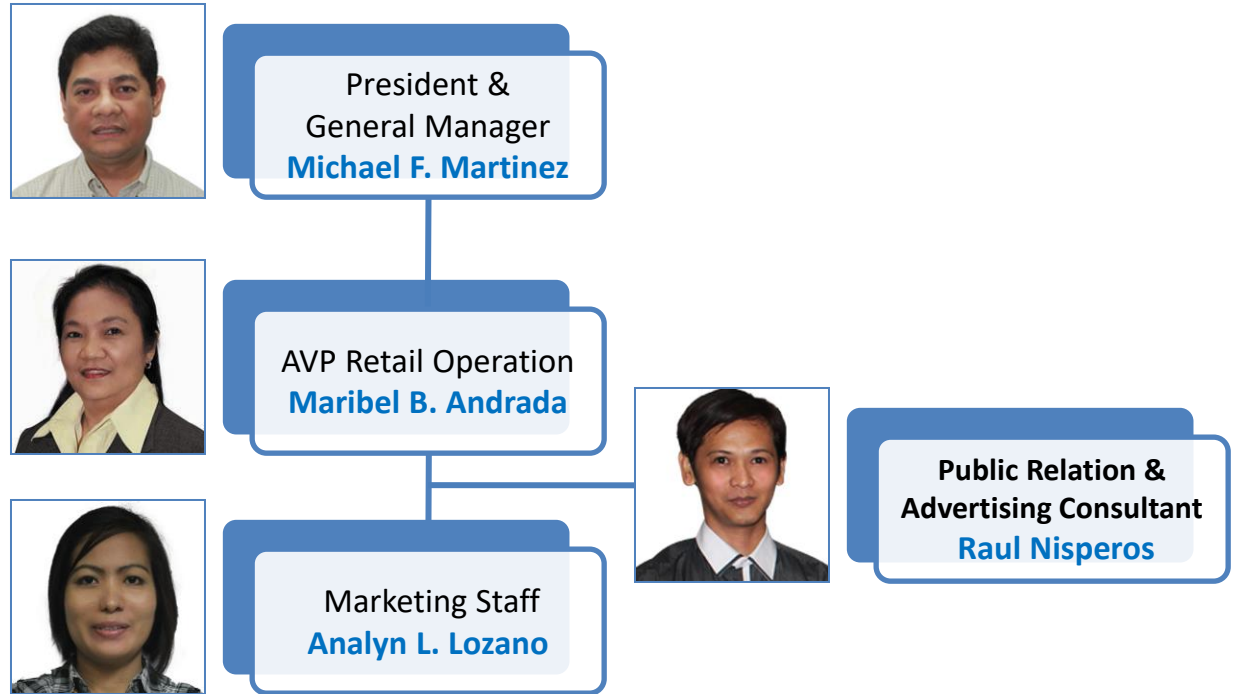 President &
General Manager
Michael F. Martinez
AVP Retail Operation
Maribel B. Andrada
Public Relation &
Advertising Consultant
Raul Nisperos
Marketing Staff
Analyn L. Lozano